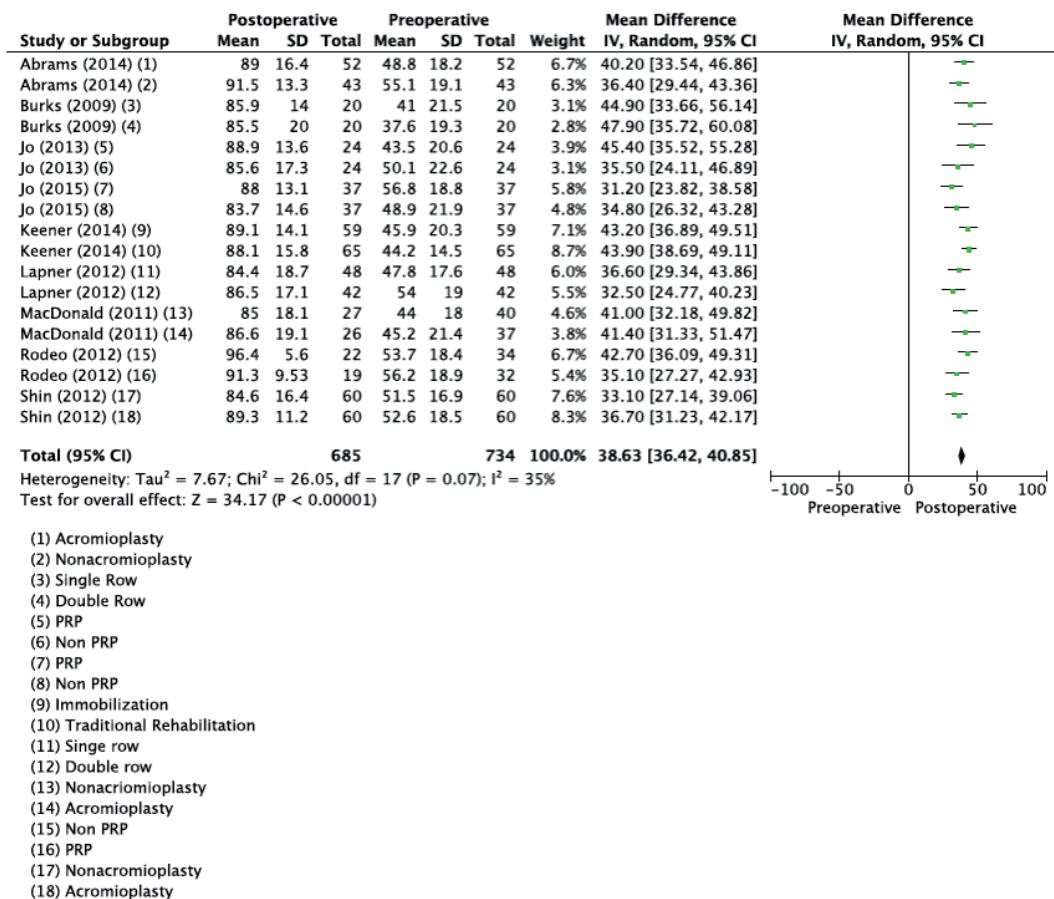 Postoperative Preoperative Mean Difference Mean Difference
Study or Subgroup Mean SD Total Mean SD Total Weight IV, Random, 95% CI IV, Random, 95% CI
Abrams (2014) (1) 89 16.4 52 48.8 18.2 52 6.7% 40.20 [33.54, 46.86]
Abrams (2014) (2) 91.5 13.3 43 55.1 19.1 43 6.3% 36.40 [29.44, 43.36]
Burks (2009) (3) 85.9 14 20 41 21.5 20 3.1% 44.90 [33.66, 56.14]
Burks (2009) (4) 85.5 20 20 37.6 19.3 20 2.8% 47.90 [35.72, 60.08]
Jo (2013) (5) 88.9 13.6 24 43.5 20.6 24 3.9% 45.40 [35.52, 55.28]
Jo (2013) (6) 85.6 17.3 24 50.1 22.6 24 3.1% 35.50 [24.11, 46.89]
Jo (2015) (7) 88 13.1 37 56.8 18.8 37 5.8% 31.20 [23.82, 38.58]
Jo (2015) (8) 83.7 14.6 37 48.9 21.9 37 4.8% 34.80 [26.32, 43.28]
Keener (2014) (9) 89.1 14.1 59 45.9 20.3 59 7.1% 43.20 [36.89, 49.51]
Keener (2014) (10) 88.1 15.8 65 44.2 14.5 65 8.7% 43.90 [38.69, 49.11]
Lapner (2012) (11) 84.4 18.7 48 47.8 17.6 48 6.0% 36.60 [29.34, 43.86]
Lapner (2012) (12) 86.5 17.1 42 54 19 42 5.5% 32.50 [24.77, 40.23]
MacDonald (2011) (13) 85 18.1 27 44 18 40 4.6% 41.00 [32.18, 49.82]
MacDonald (2011) (14) 86.6 19.1 26 45.2 21.4 37 3.8% 41.40 [31.33, 51.47]
Rodeo (2012) (15) 96.4 5.6 22 53.7 18.4 34 6.7% 42.70 [36.09, 49.31]
Rodeo (2012) (16) 91.3 9.53 19 56.2 18.9 32 5.4% 35.10 [27.27, 42.93]
Shin (2012) (17) 84.6 16.4 60 51.5 16.9 60 7.6% 33.10 [27.14, 39.06]
Shin (2012) (18) 89.3 11.2 60 52.6 18.5 60 8.3% 36.70 [31.23, 42.17]
Total (95% CI) 685 734 100.0% 38.63 [36.42, 40.85]
Heterogeneity: Tau² = 7.67; Chi² = 26.05, df = 17 (P = 0.07); I² = 35%
Test for overall effect: Z = 34.17 (P < 0.00001)
-100 -50 0 50 100
Preoperative Postoperative
(1) Acromioplasty
(2) Nonacromioplasty
(3) Single Row
(4) Double Row
(5) PRP
(6) Non PRP
(7) PRP
(8) Non PRP
(9) Immobilization
(10) Traditional Rehabilitation
(11) Singe row
(12) Double row
(13) Nonacriomioplasty
(14) Acromioplasty
(15) Non PRP
(16) PRP
(17) Nonacromioplasty
(18) Acromioplasty